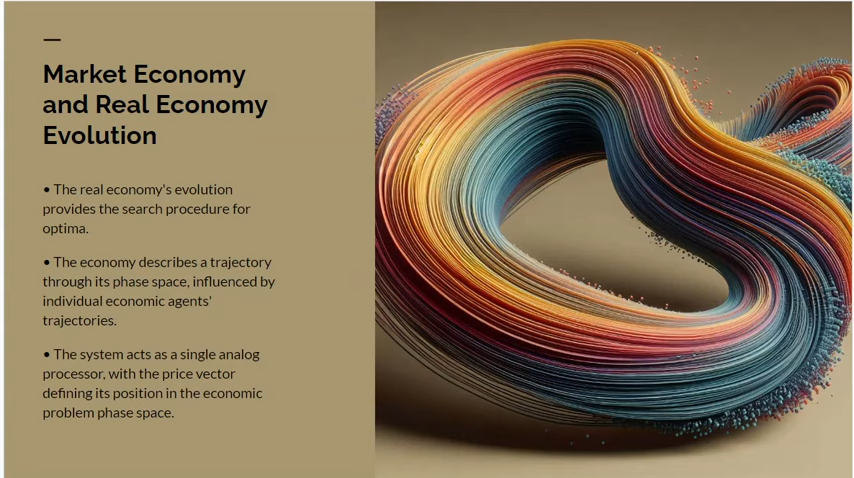 Market Economy
and Real Economy
Evolution
• The real economy's evolution
provides the search procedure for
optima.
• The economy describes a trajectory
through its phase space, influenced by
individual economic agents'
trajectories.
• The system acts as a single analog
processor, with the price vector
defining its position in the economic
problem phase space.